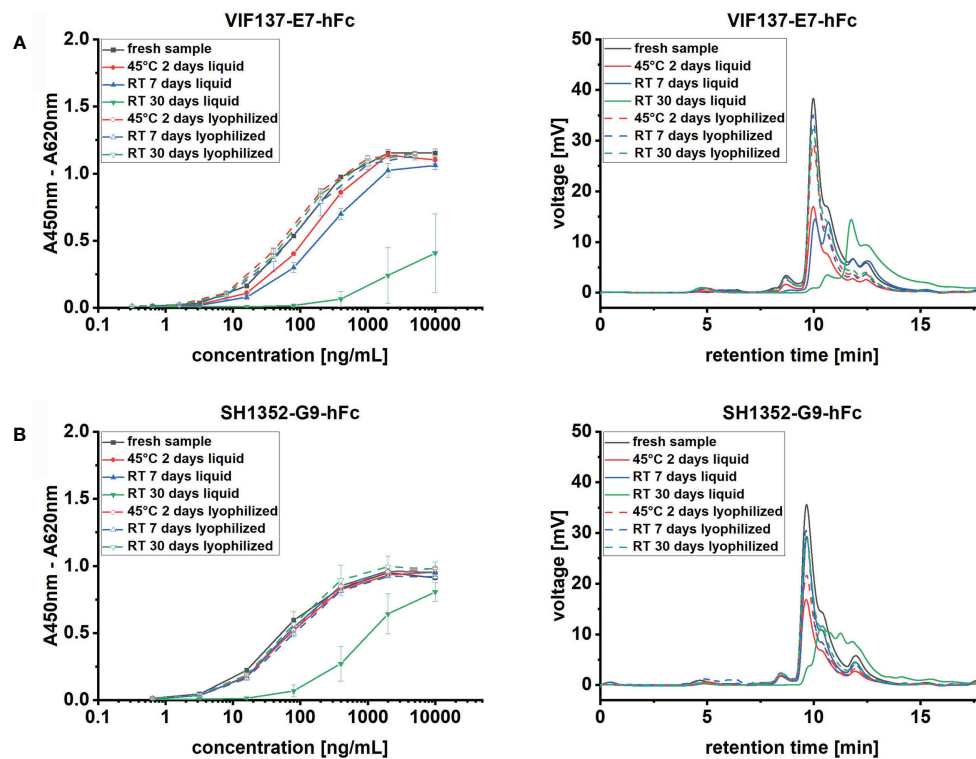 A
VIF137-E7-hFc
2.0
1.5
1.0
0.5
0.0
A450nm - A620nm
fresh sample
45°C 2 days liquid
RT 7 days liquid
RT 30 days liquid
45°C 2 days lyophilized
RT 7 days lyophilized
RT 30 days lyophilized
0.1 1 10 100 1000 10000
concentration [ng/mL]
VIF137-E7-hFc
50
40
30
20
10
0
voltage [mV]
fresh sample
45°C 2 days liquid
RT 7 days liquid
RT 30 days liquid
45°C 2 days lyophilized
RT 7 days lyophilized
RT 30 days lyophilized
0 5 10 15
retention time [min]
B
SH1352-G9-hFc
2.0
1.5
1.0
0.5
0.0
A450nm - A620nm
fresh sample
45°C 2 days liquid
RT 7 days liquid
RT 30 days liquid
45°C 2 days lyophilized
RT 7 days lyophilized
RT 30 days lyophilized
0.1 1 10 100 1000 10000
concentration [ng/mL]
SH1352-G9-hFc
50
40
30
20
10
0
voltage [mV]
fresh sample
45°C 2 days liquid
RT 7 days liquid
RT 30 days liquid
45°C 2 days lyophilized
RT 7 days lyophilized
RT 30 days lyophilized
0 5 10 15
retention time [min]